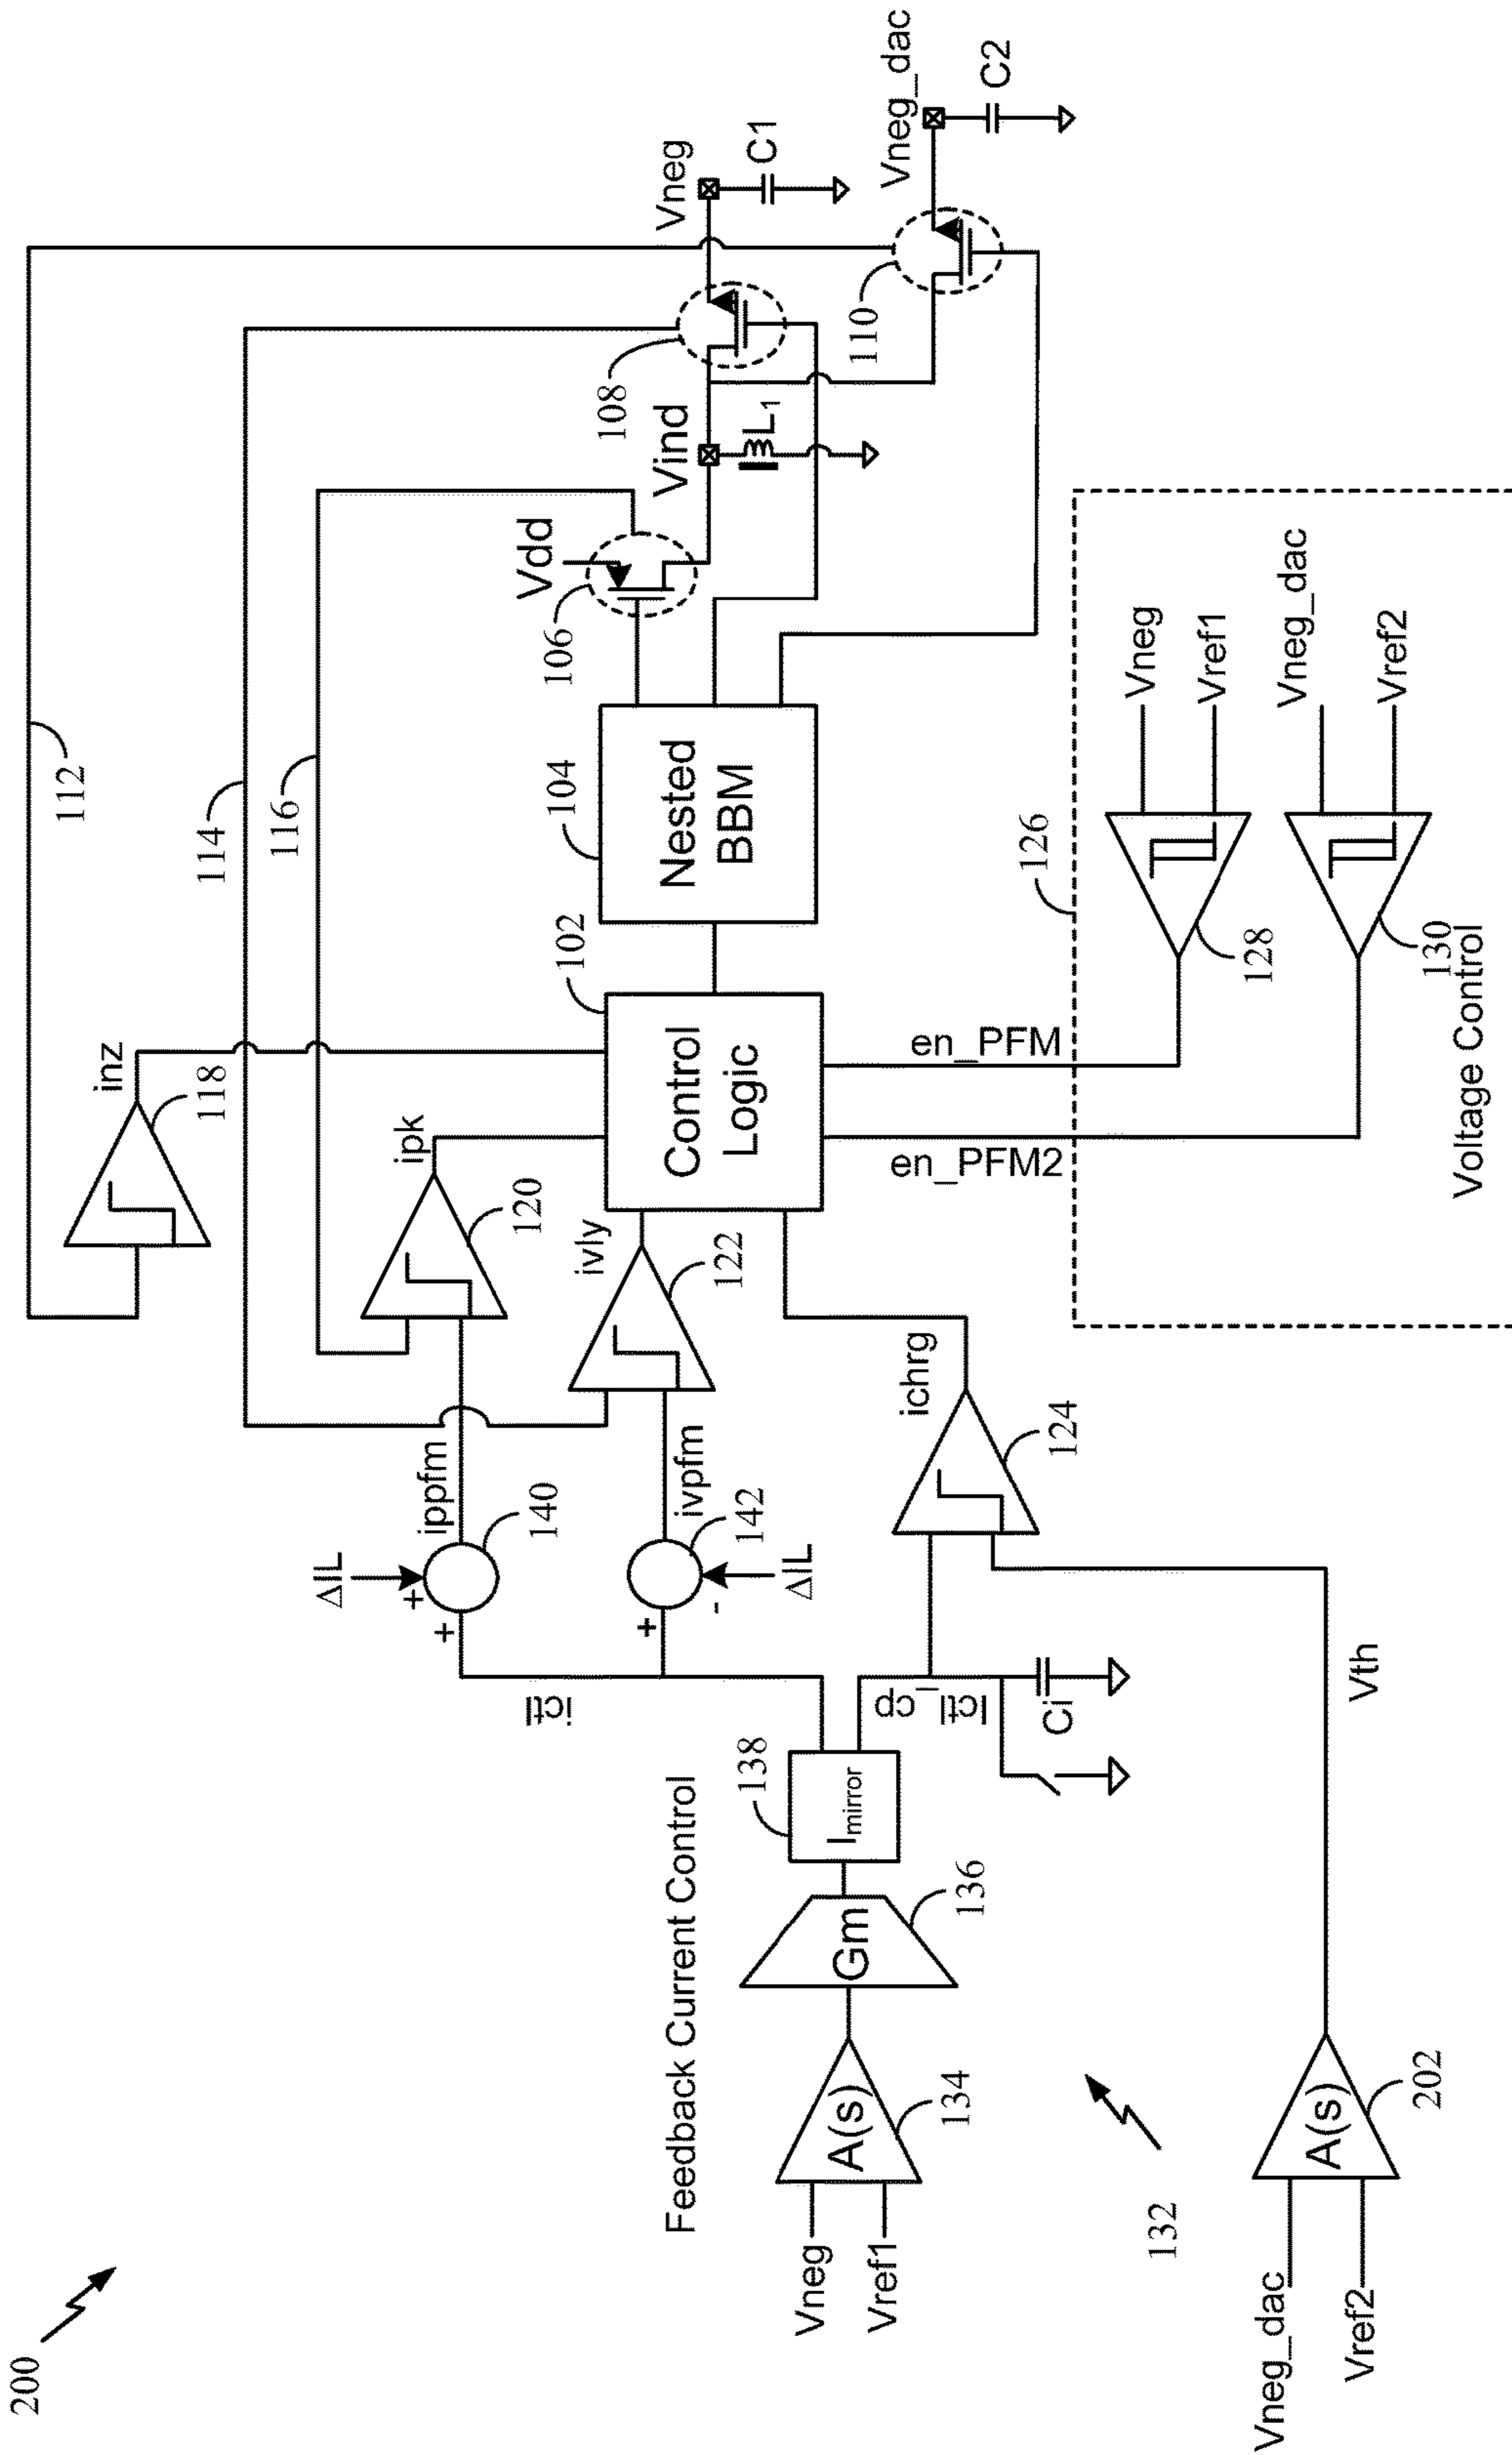 200
112
114
116
inz
118
ipk
120
ivly
122
ippfm
ΔIL
+
+
140
ivpfm
ΔIL
+
-
142
ichrg
124
ictl
Ictl_cp
Ci
Vth
Feedback Current Control
138
Imirror
Gm
136
A(s)
134
Vneg
Vref1
132
A(s)
202
Vneg_dac
Vref2
Control
Logic
102
Nested
BBM
104
Vdd
106
Vind
L1
108
Vneg
C1
110
Vneg_dac
C2
en_PFM
en_PFM2
126
Vneg
Vref1
128
Vneg_dac
Vref2
130
Voltage Control